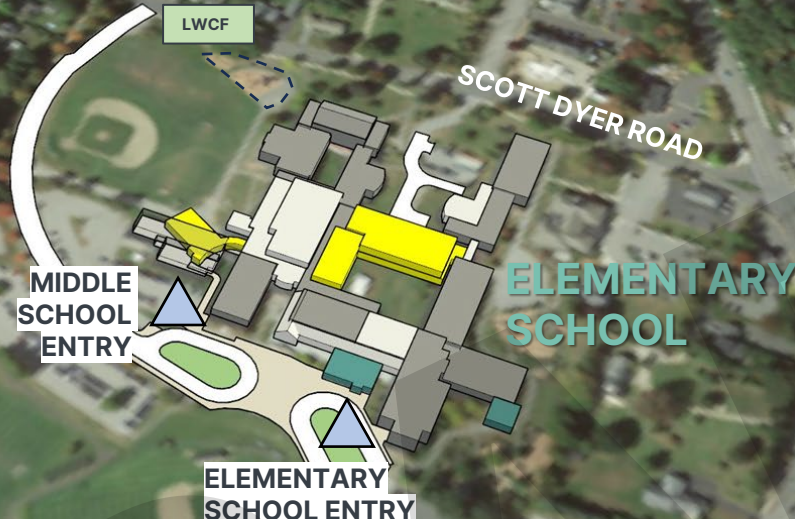 LWCF
SCOTT DYER ROAD
ELEMENTARY
SCHOOL
MIDDLE
SCHOOL
ENTRY
ELEMENTARY
SCHOOL ENTRY